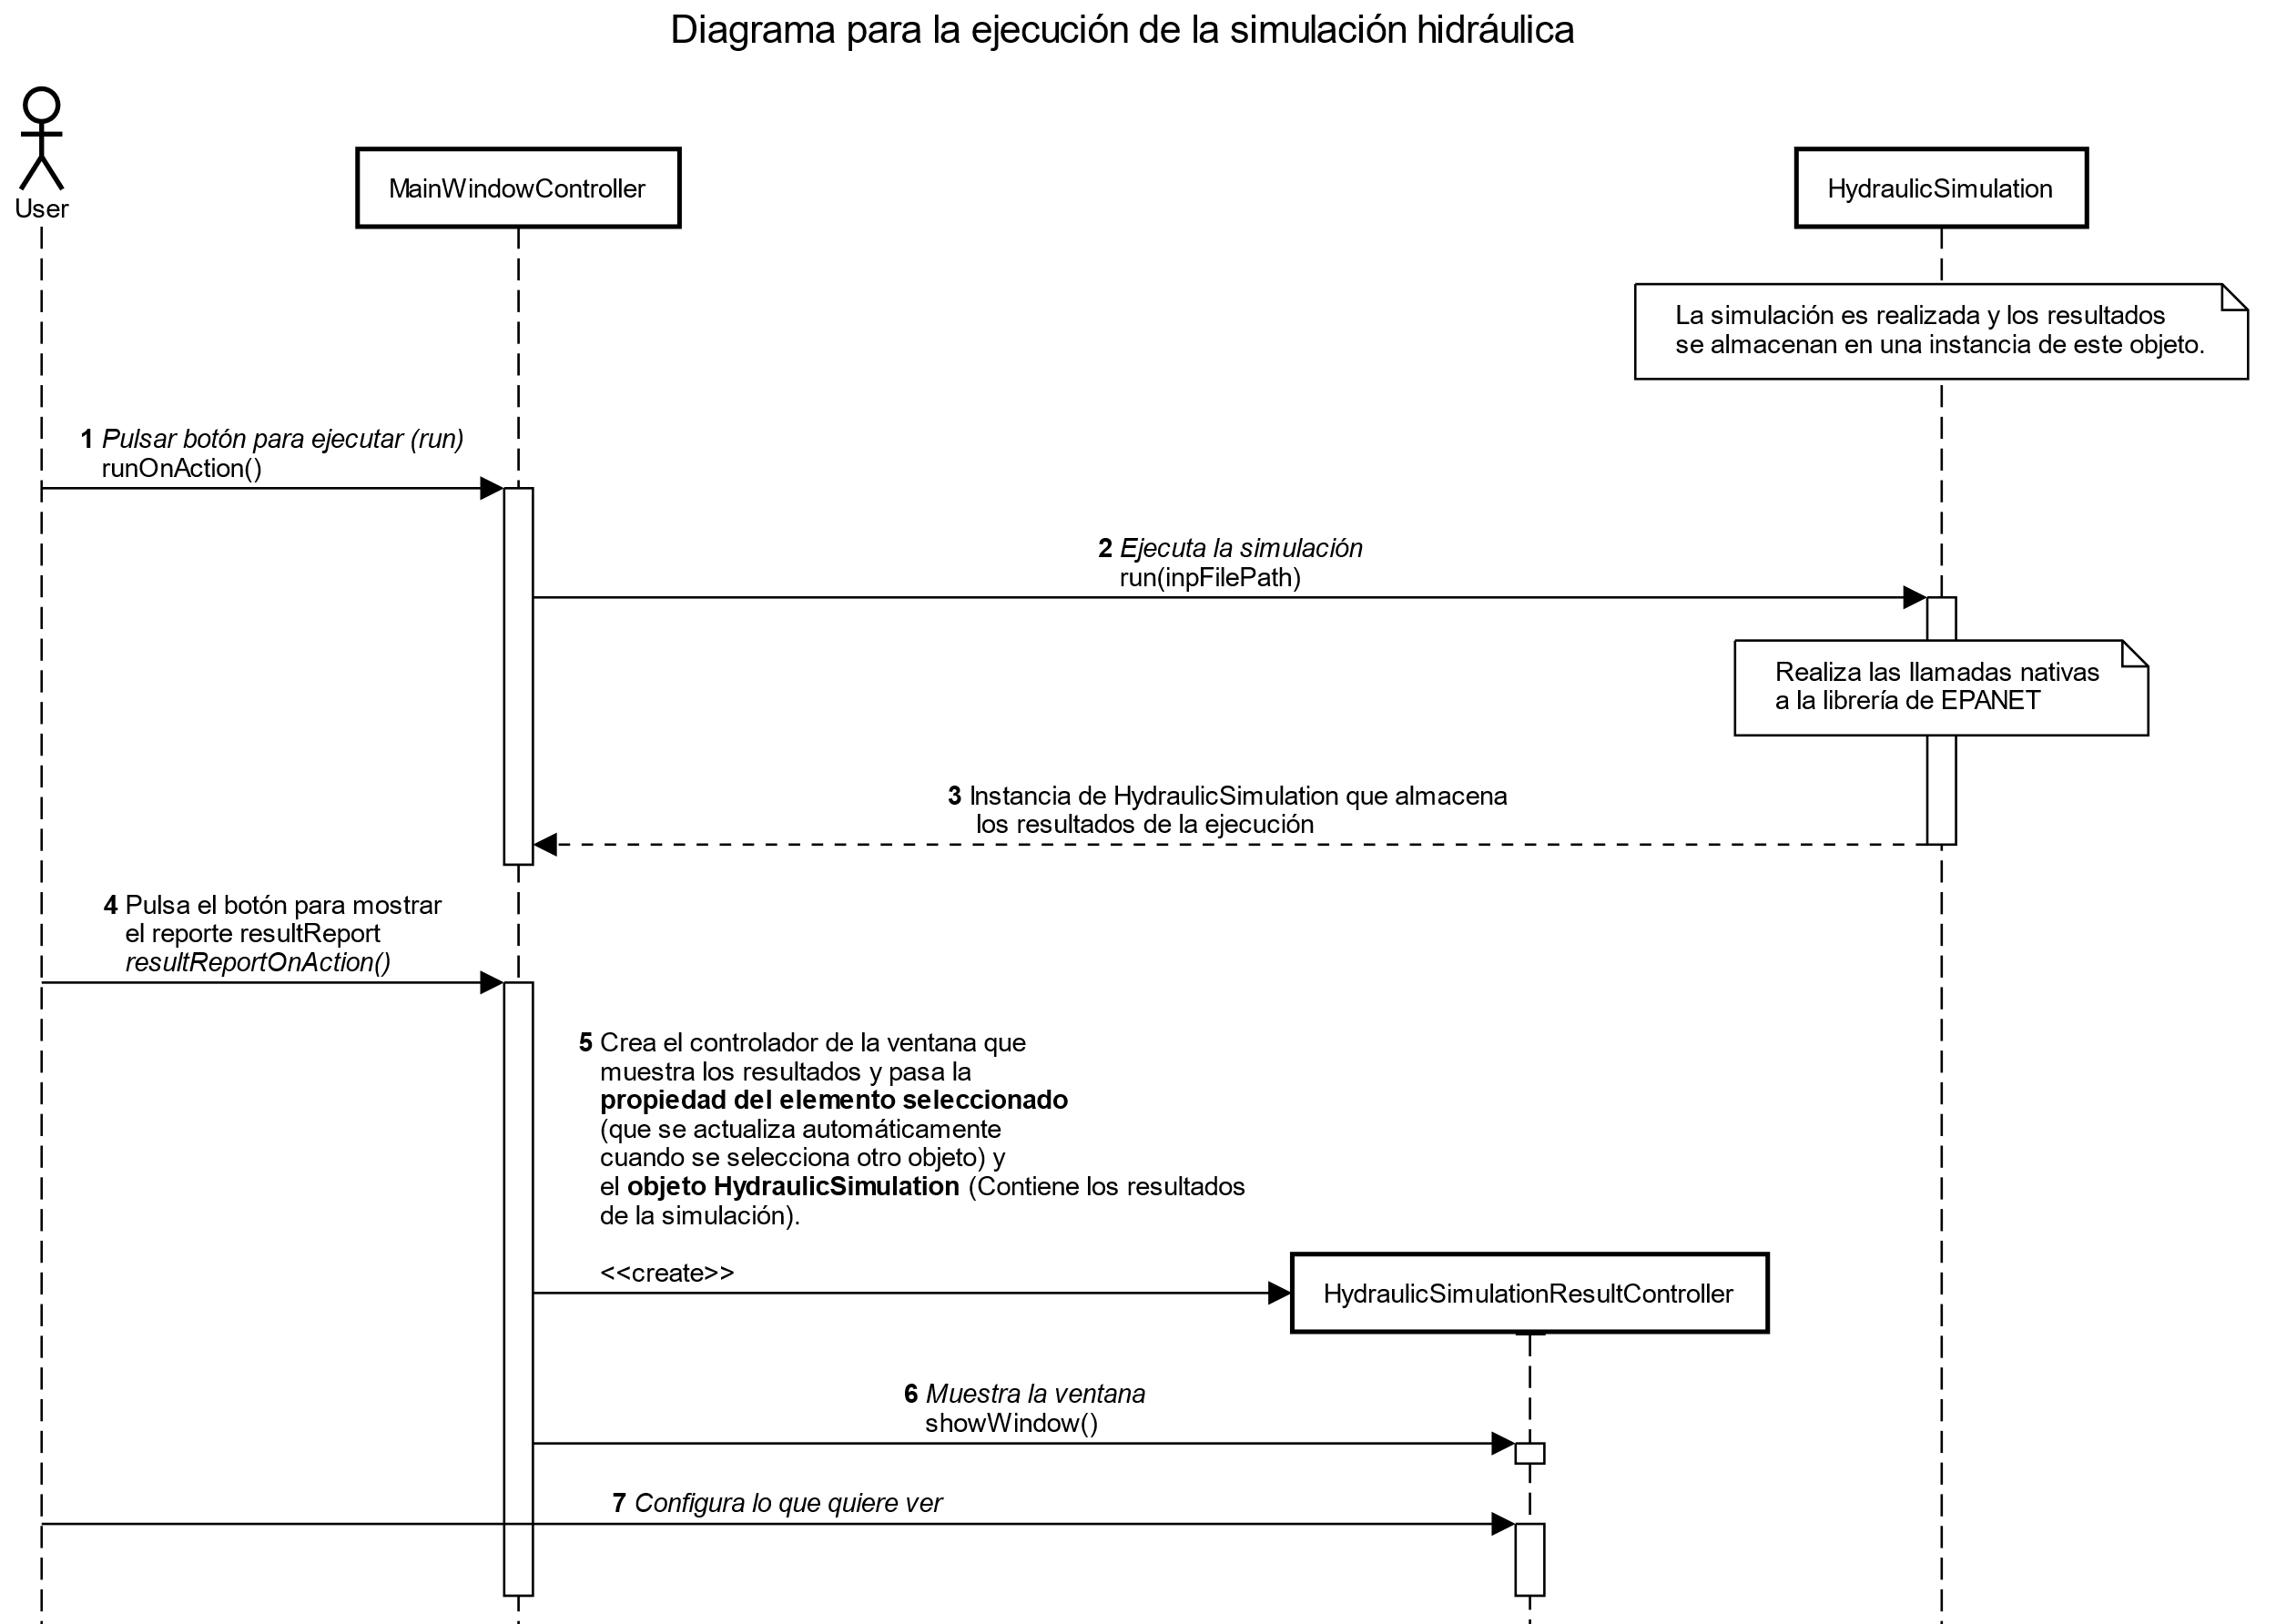 Diagrama para la ejecución de la simulación hidráulica
User
MainWindowController
HydraulicSimulation
La simulación es realizada y los resultados
se almacenan en una instancia de este objeto.
1 Pulsar botón para ejecutar (run)
runOnAction()
2 Ejecuta la simulación
run(inpFilePath)
Realiza las llamadas nativas
a la librería de EPANET
3 Instancia de HydraulicSimulation que almacena
los resultados de la ejecución
4 Pulsa el botón para mostrar
el reporte resultReport
resultReportOnAction()
5 Crea el controlador de la ventana que
muestra los resultados y pasa la
propiedad del elemento seleccionado
(que se actualiza automáticamente
cuando se selecciona otro objeto) y
el objeto HydraulicSimulation (Contiene los resultados
de la simulación).
<<create>>
HydraulicSimulationResultController
6 Muestra la ventana
showWindow()
7 Configura lo que quiere ver